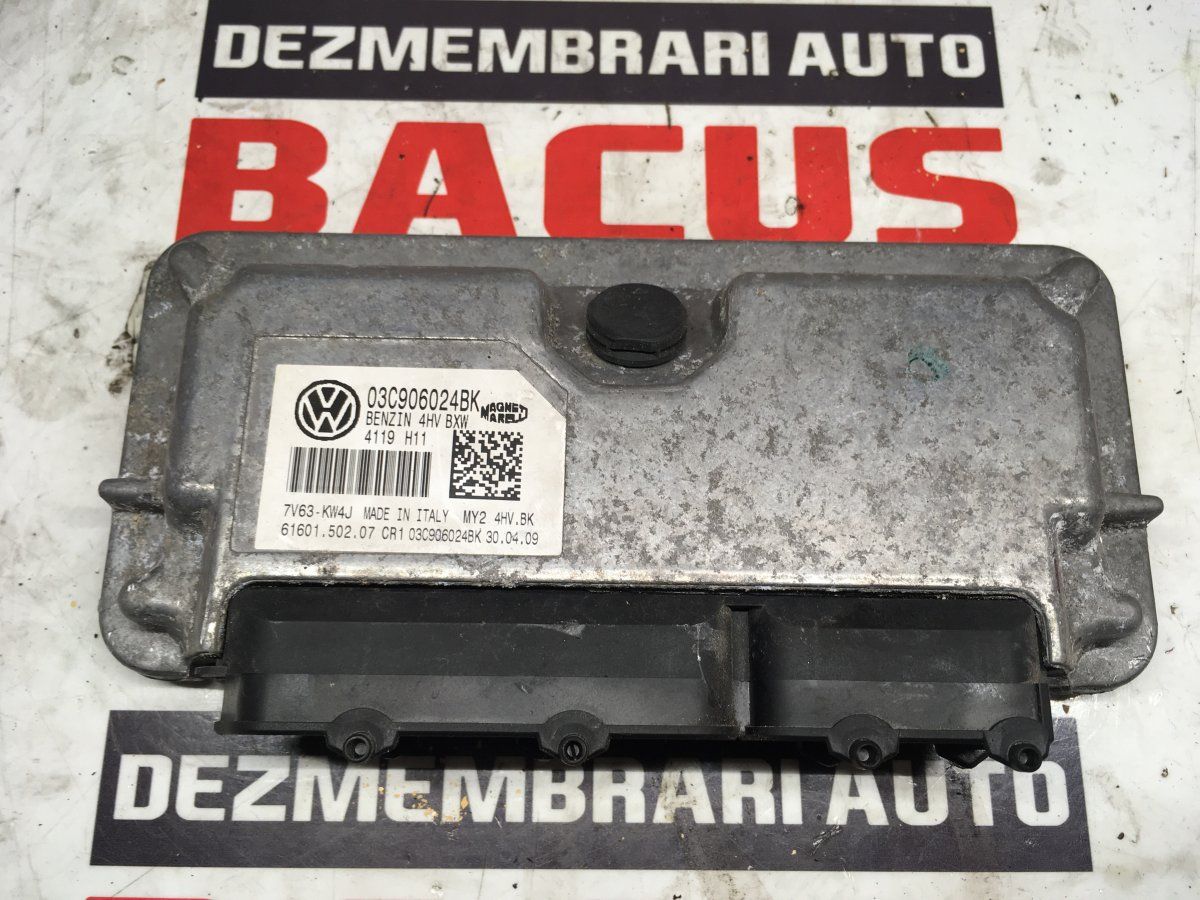 DEZMEMBRARI AUTO
BACUS
03C906024BK
BENZIN 4HV BXW
MAGNETI
MARELLI
4119 H11
7V63-KW4J MADE IN ITALY MY2 4HV.BK
61601.502.07 CR1 03C906024BK 30.04.09
DEZMEMBRARI AUTO